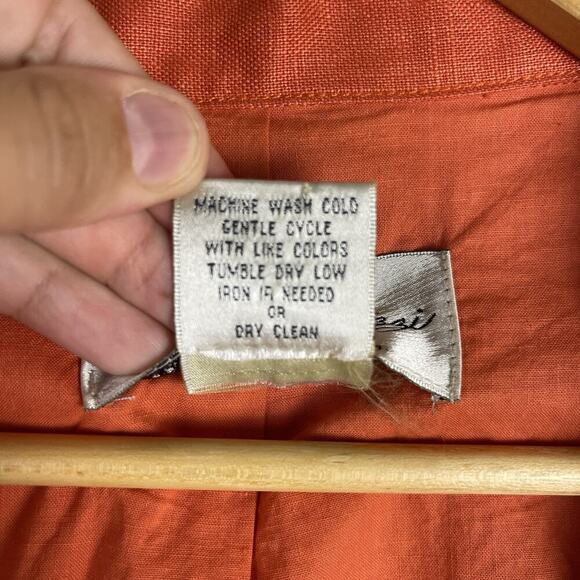 MACHINE WASH COLD
GENTLE CYCLE
WITH LIKE COLORS
TUMBLE DRY LOW
IRON IF NEEDED
OR
DRY CLEAN